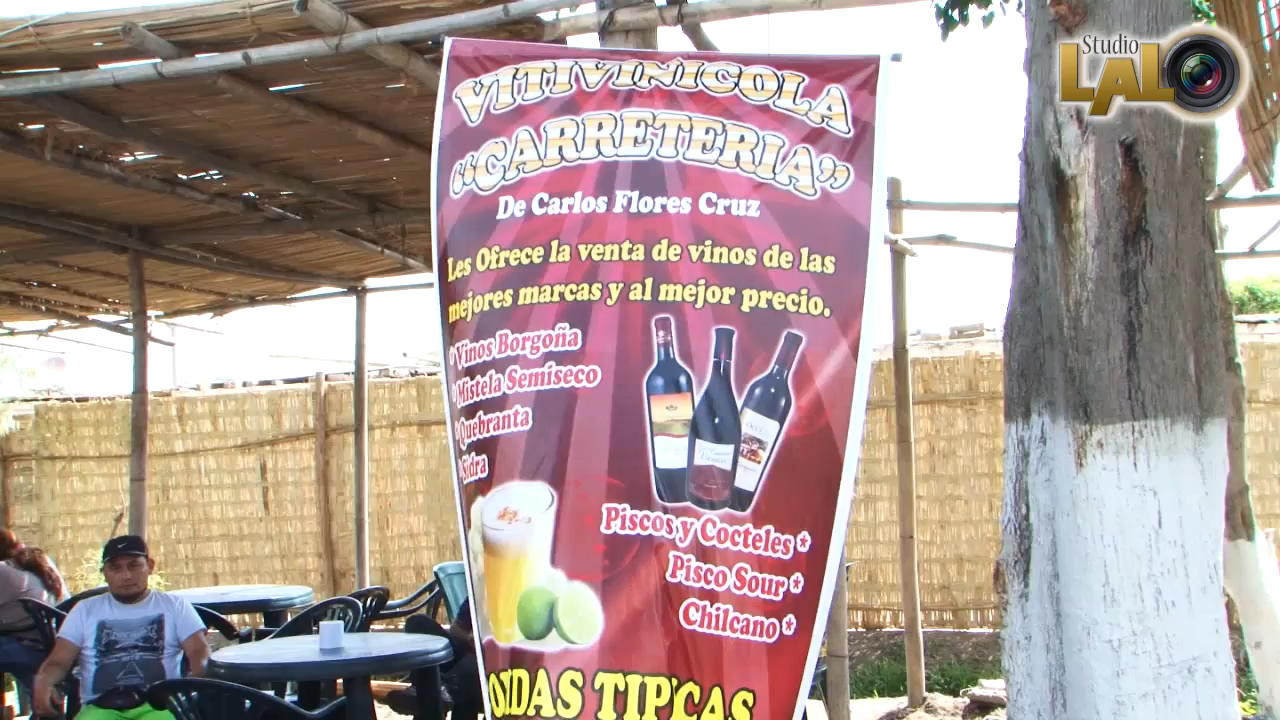 Studio
LALO
VITIVINICOLA
"CARRETERIA"
De Carlos Flores Cruz
Les Ofrece la venta de vinos de las
mejores marcas y al mejor precio.
* Vinos Borgoña
* Mistela Semiseco
* Quebranta
* Sidra
Piscos y Cocteles *
Pisco Sour *
Chilcano *
TIPICAS